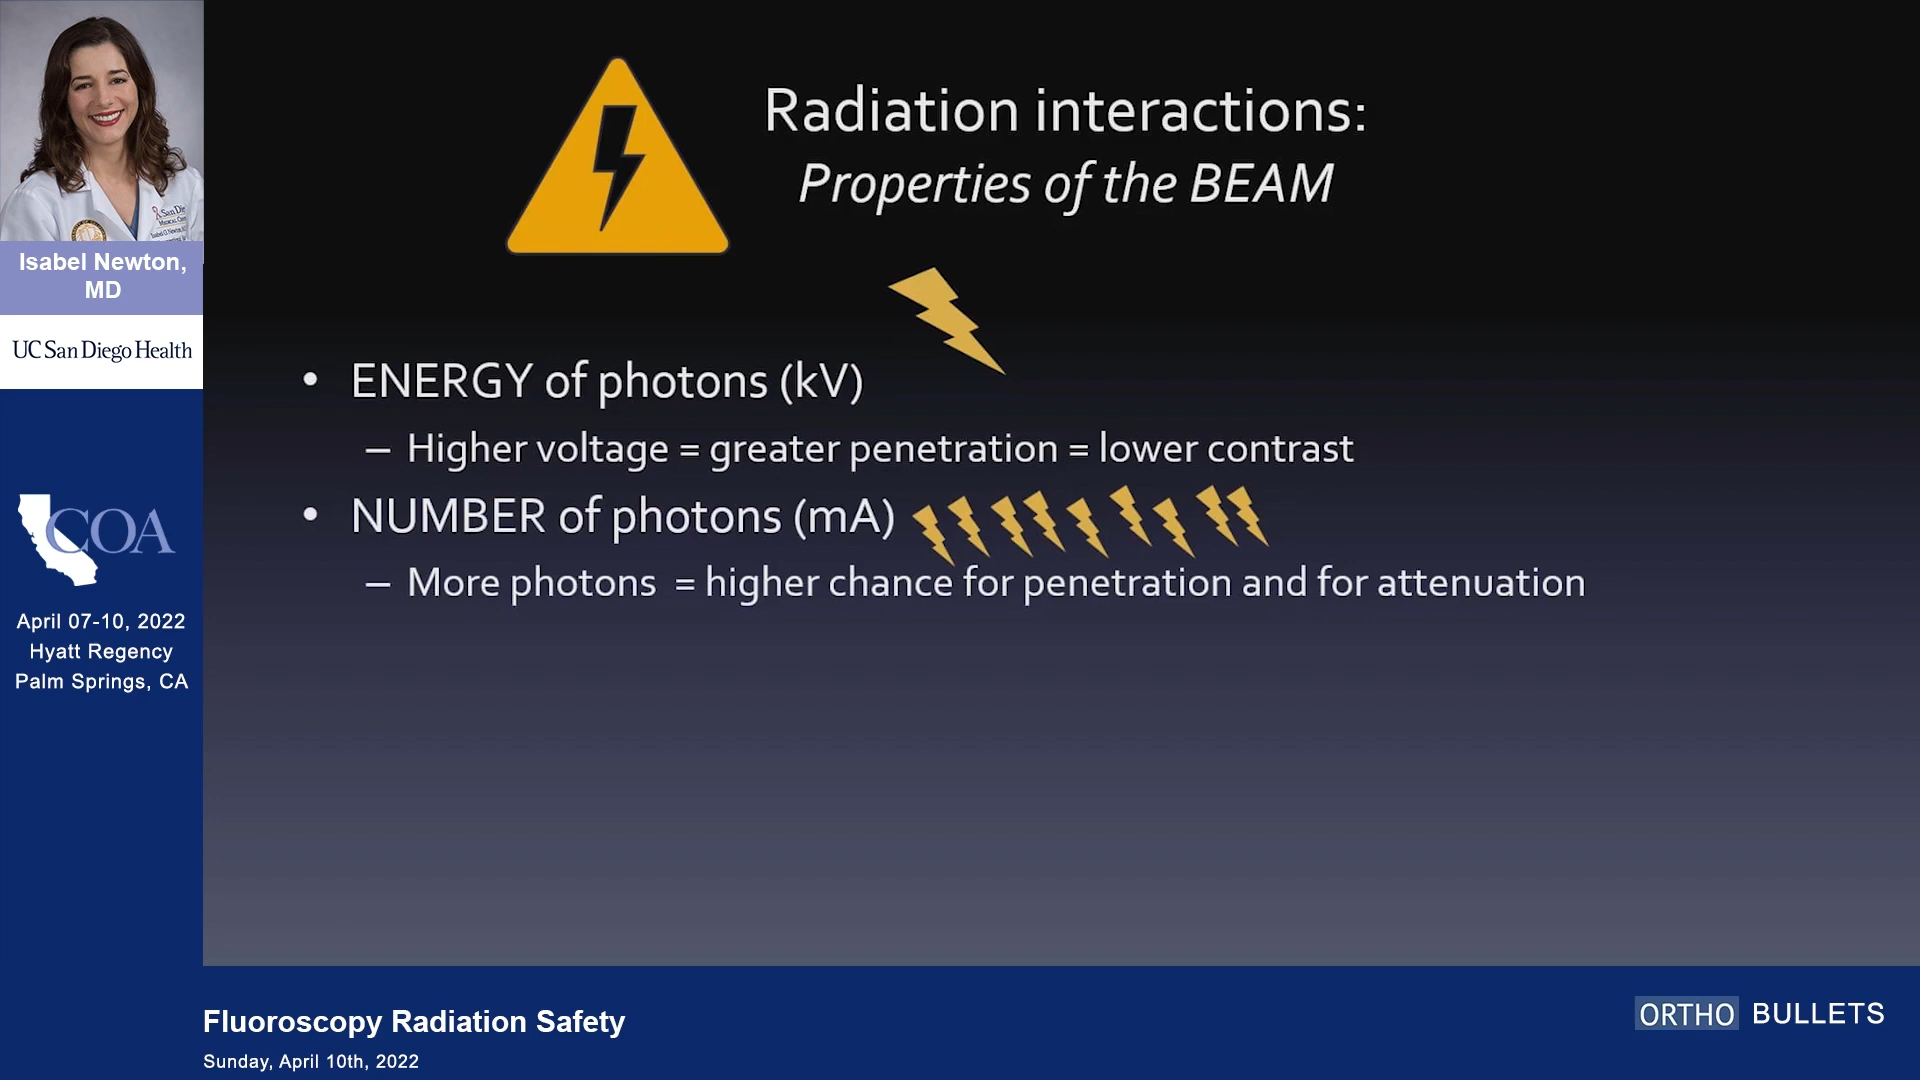 Isabel Newton,
MD
UC San Diego Health
COA
April 07-10, 2022
Hyatt Regency
Palm Springs, CA
Radiation interactions:
Properties of the BEAM
• ENERGY of photons (kV)
– Higher voltage = greater penetration = lower contrast
• NUMBER of photons (mA)
– More photons = higher chance for penetration and for attenuation
Fluoroscopy Radiation Safety
Sunday, April 10th, 2022
ORTHO BULLETS